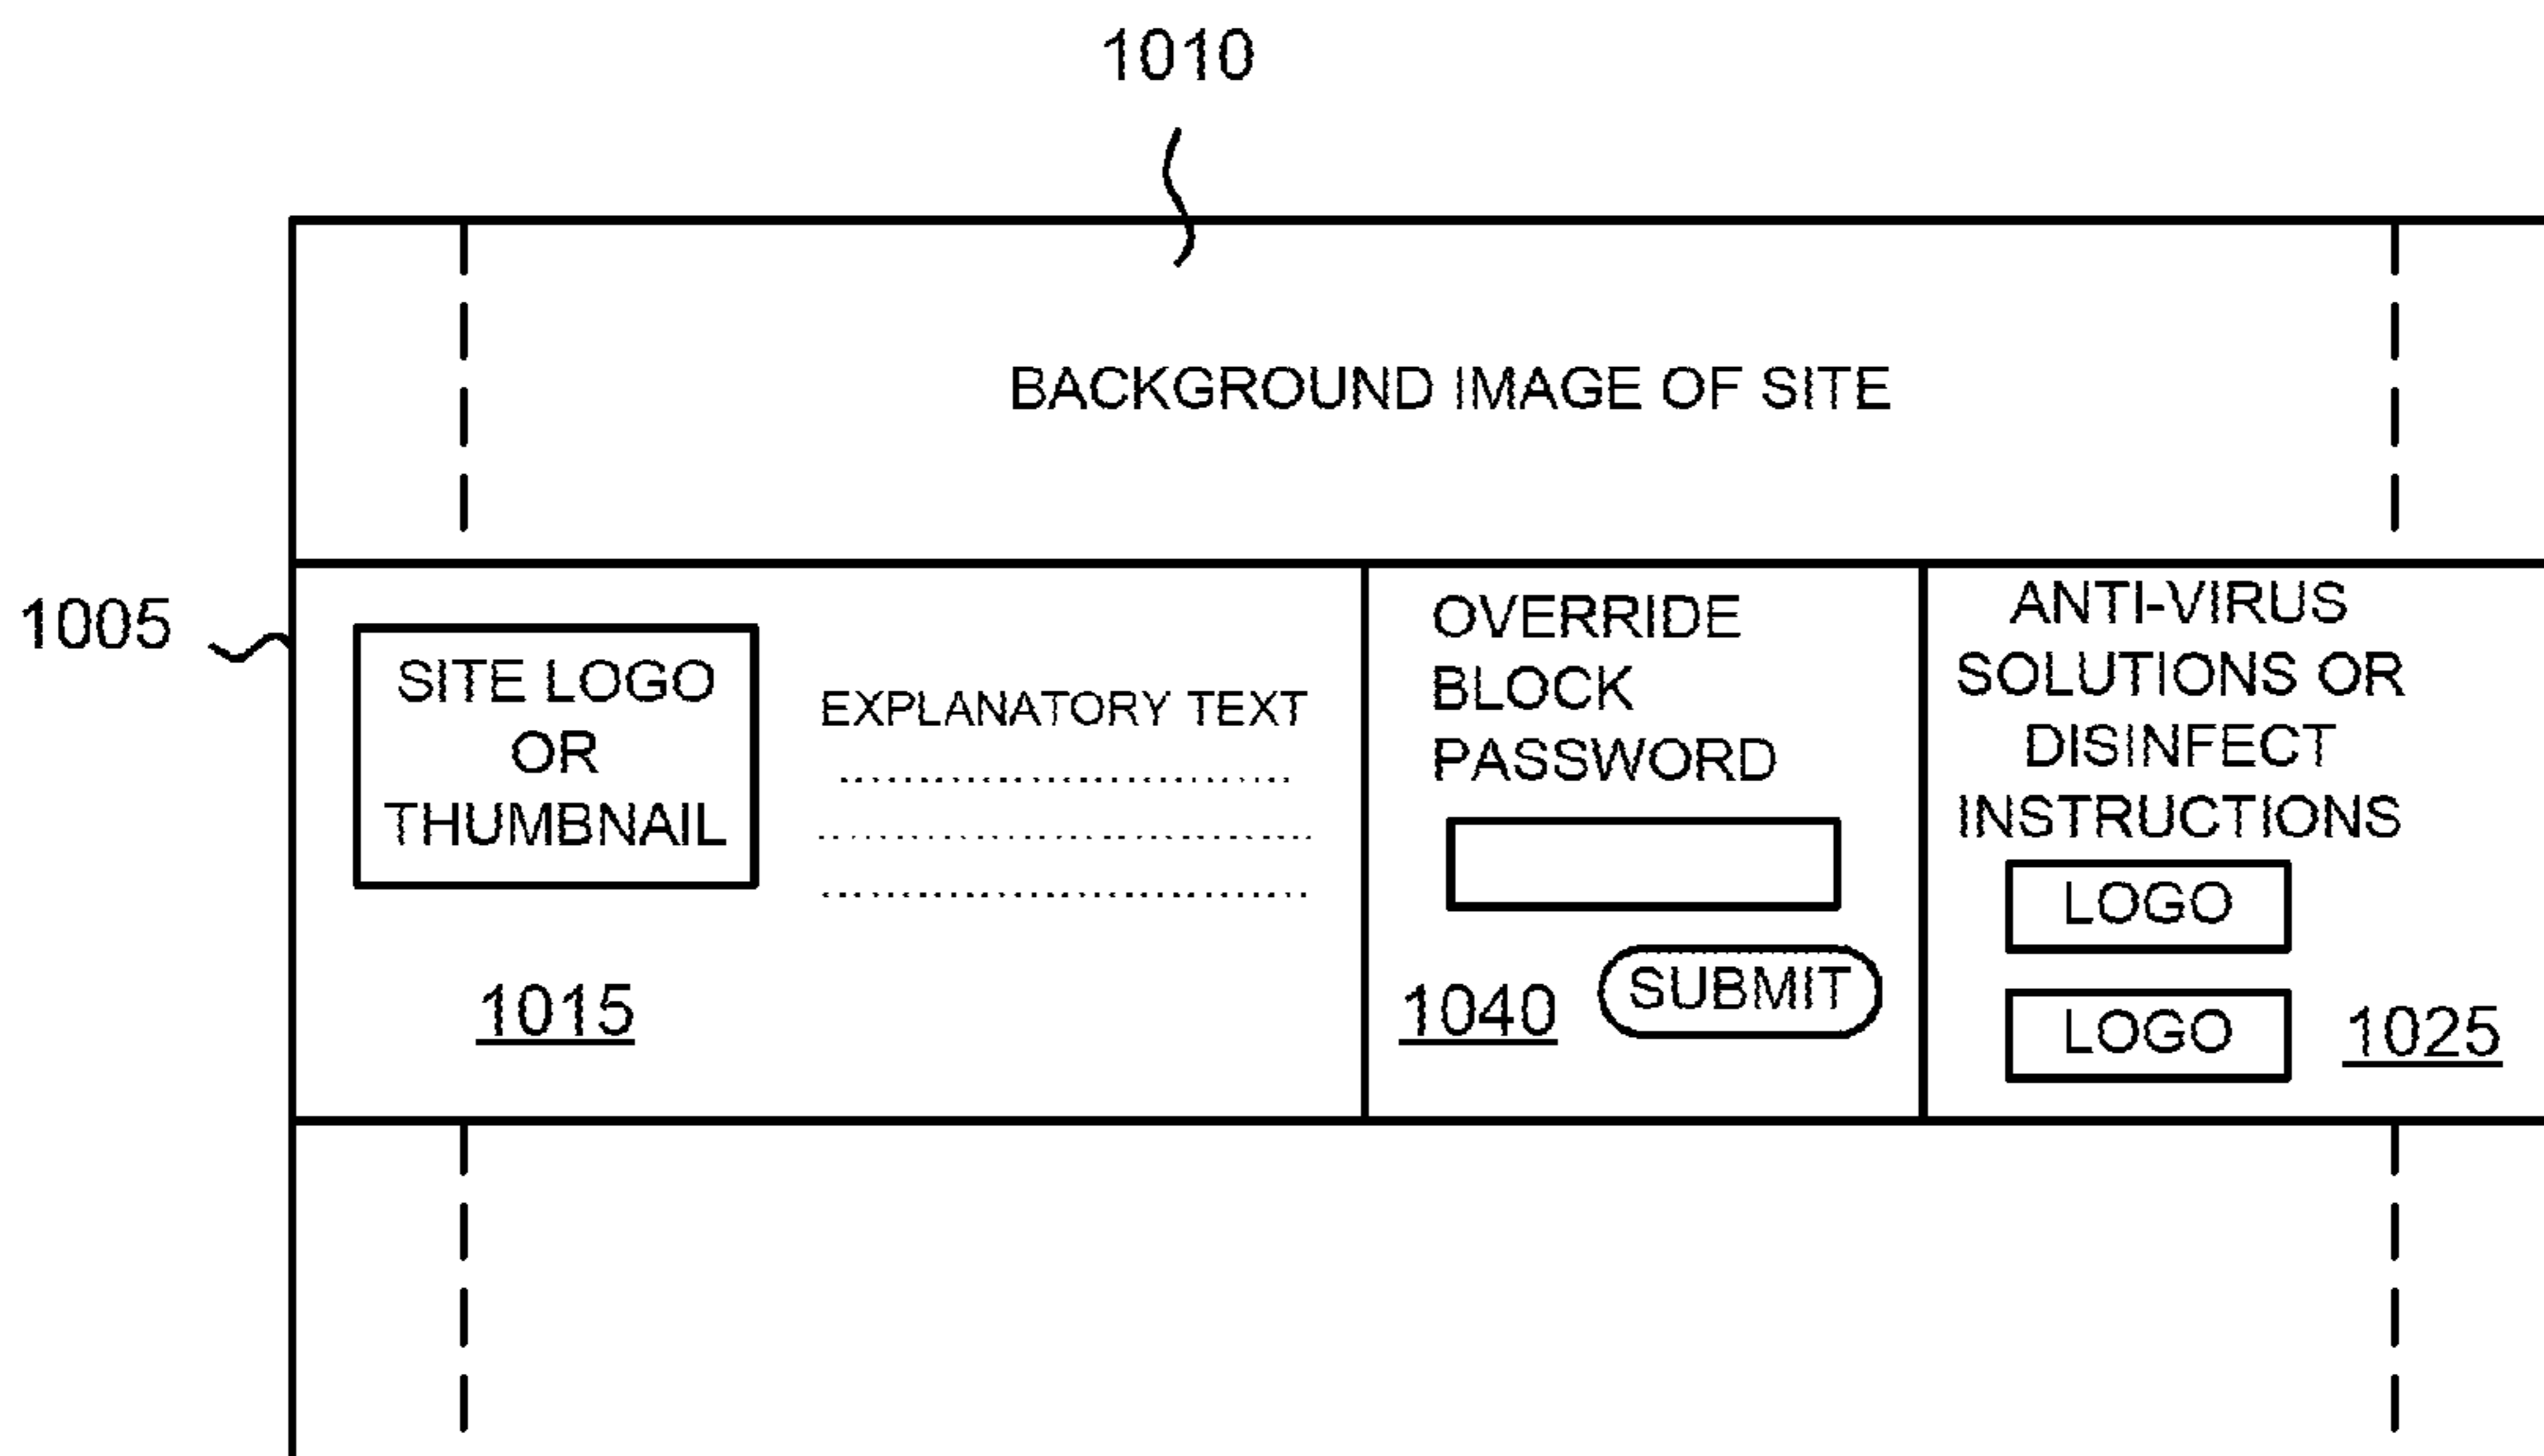 1010
BACKGROUND IMAGE OF SITE
1005
SITE LOGO
OR
THUMBNAIL
EXPLANATORY TEXT
1015
OVERRIDE
BLOCK
PASSWORD
SUBMIT
1040
ANTI-VIRUS
SOLUTIONS OR
DISINFECT
INSTRUCTIONS
LOGO
LOGO
1025